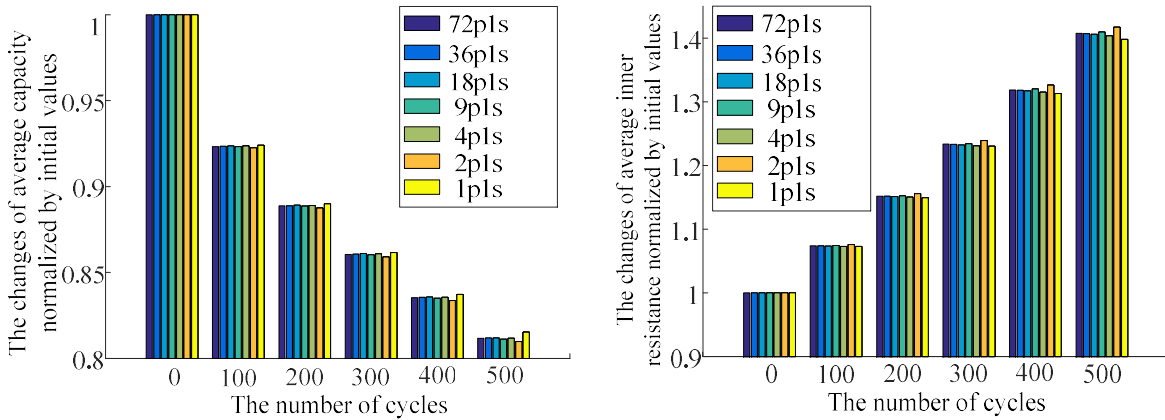 The changes of average capacity
normalized by initial values
1
0.95
0.9
0.85
0.8
72p1s
36p1s
18p1s
9p1s
4p1s
2p1s
1p1s
0 100 200 300 400 500
The number of cycles
The changes of average inner
resistance normalized by initial values
1.4
1.3
1.2
1.1
1
0.9
72p1s
36p1s
18p1s
9p1s
4p1s
2p1s
1p1s
0 100 200 300 400 500
The number of cycles